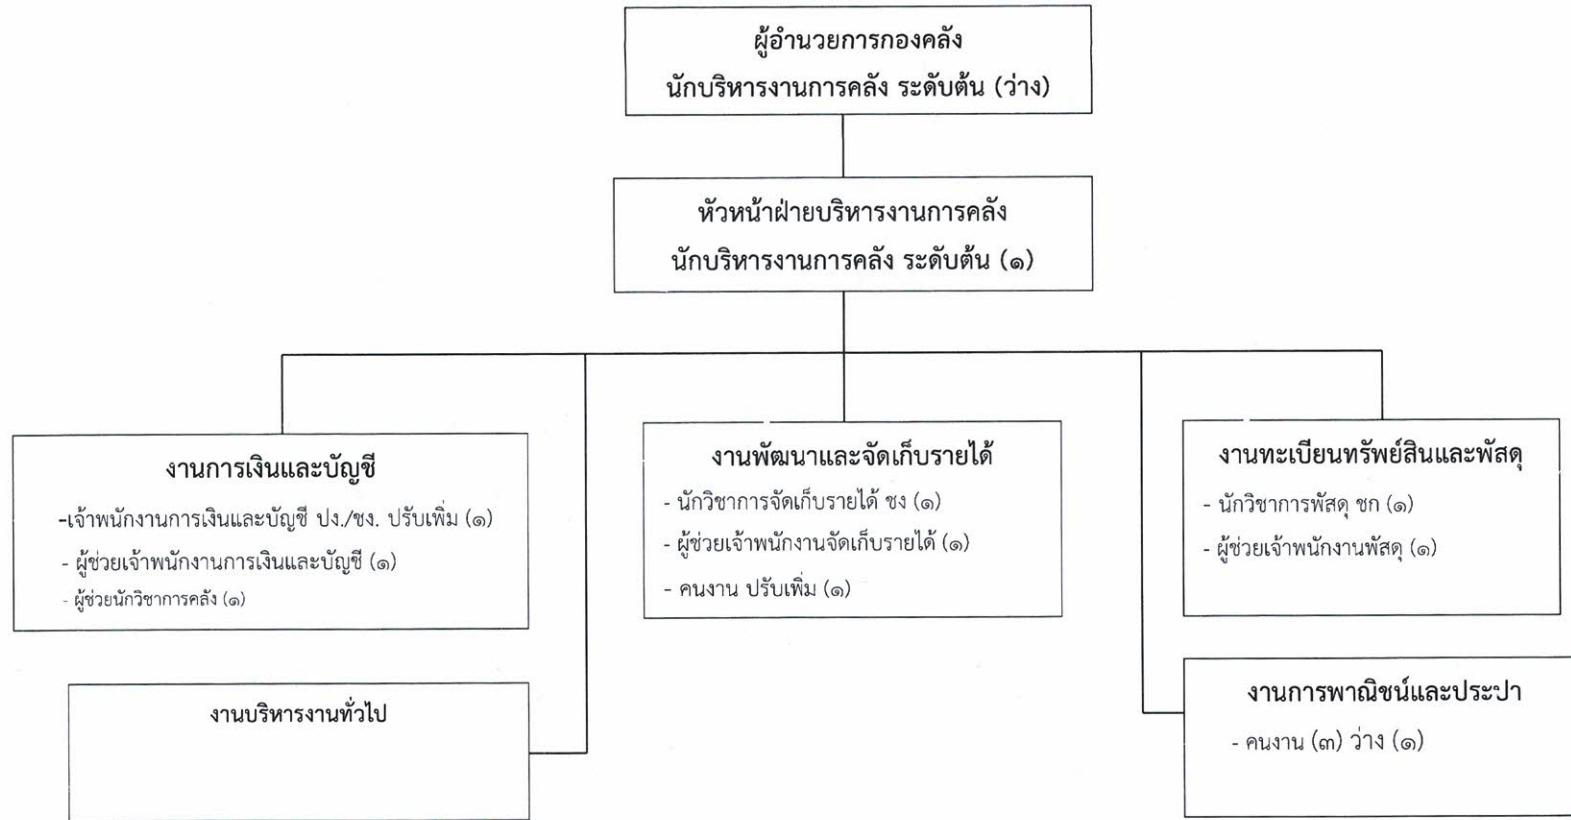 ผู้อำนวยการกองคลัง
นักบริหารงานการคลัง ระดับต้น (ว่าง)
หัวหน้าฝ่ายบริหารงานการคลัง
นักบริหารงานการคลัง ระดับต้น (๑)
งานการเงินและบัญชี
-เจ้าพนักงานการเงินและบัญชี ปง./ชง. ปรับเพิ่ม (๑)
- ผู้ช่วยเจ้าพนักงานการเงินและบัญชี (๑)
- ผู้ช่วยนักวิชาการคลัง (๑)
งานพัฒนาและจัดเก็บรายได้
- นักวิชาการจัดเก็บรายได้ ชง (๑)
- ผู้ช่วยเจ้าพนักงานจัดเก็บรายได้ (๑)
- คนงาน ปรับเพิ่ม (๑)
งานทะเบียนทรัพย์สินและพัสดุ
- นักวิชาการพัสดุ ชก (๑)
- ผู้ช่วยเจ้าพนักงานพัสดุ (๑)
งานบริหารงานทั่วไป
งานการพาณิชน์และประปา
- คนงาน (๓) ว่าง (๑)